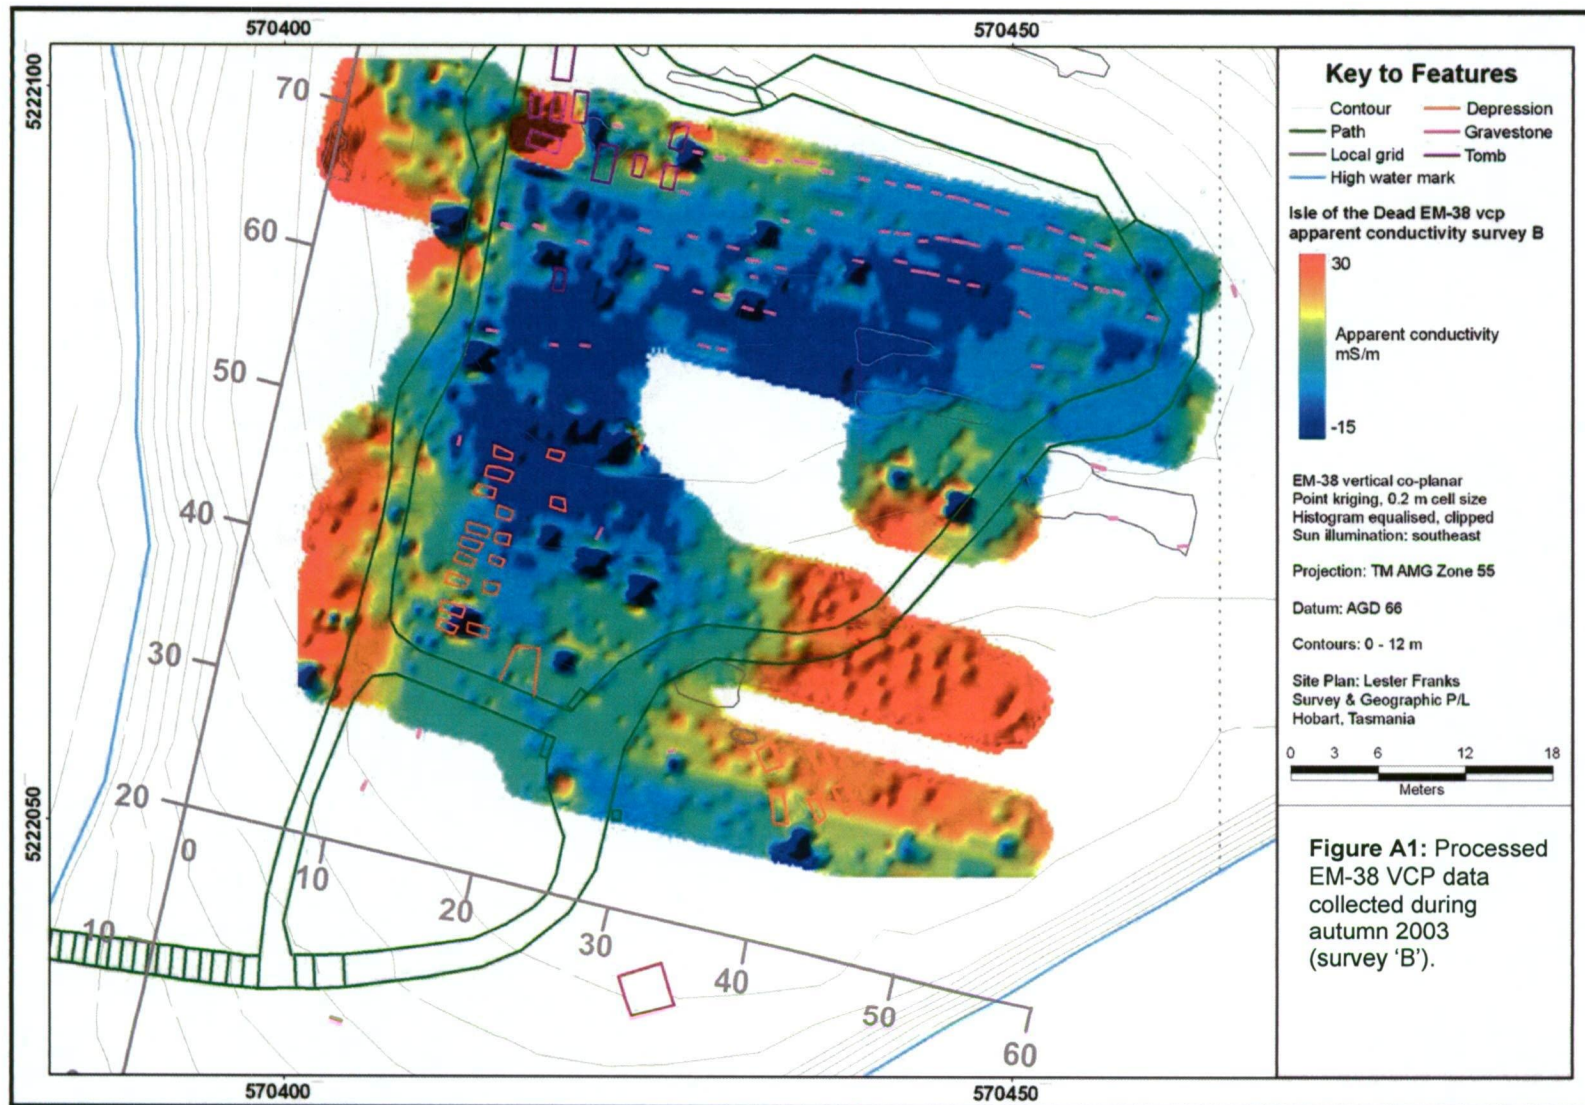 570400
570450
5222100
5222050
70
60
50
40
30
20
10
0
10
20
30
40
50
60
570400
570450
Key to Features
Contour
Depression
Path
Gravestone
Local grid
Tomb
High water mark
Isle of the Dead EM-38 vcp
apparent conductivity survey B
30
Apparent conductivity
mS/m
-15
EM-38 vertical co-planar
Point kriging, 0.2 m cell size
Histogram equalised, clipped
Sun illumination: southeast
Projection: TM AMG Zone 55
Datum: AGD 66
Contours: 0 - 12 m
Site Plan: Lester Franks
Survey & Geographic P/L
Hobart, Tasmania
0 3 6 12 18
Meters
Figure A1: Processed
EM-38 VCP data
collected during
autumn 2003
(survey 'B').